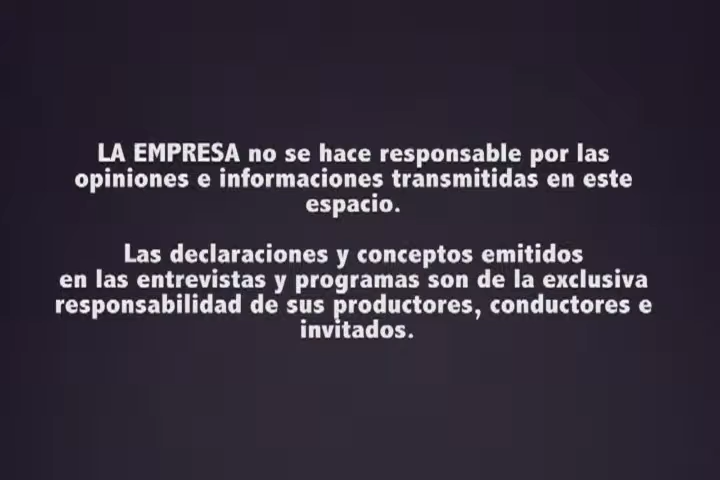 LA EMPRESA no se hace responsable por las
opiniones e informaciones transmitidas en este
espacio.
Las declaraciones y conceptos emitidos
en las entrevistas y programas son de la exclusiva
responsabilidad de sus productores, conductores e
invitados.